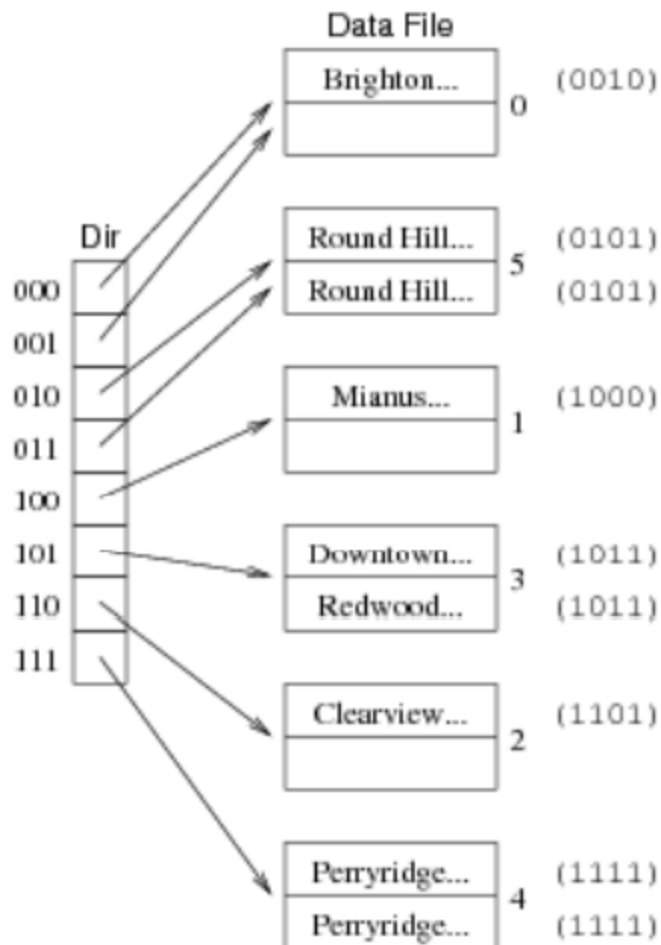 Data File
Brighton... 0 (0010)
Round Hill... (0101)
5
Round Hill... (0101)
Mianus... 1 (1000)
Downtown... (1011)
3
Redwood... (1011)
Clearview... 2 (1101)
Perryridge... (1111)
4
Perryridge... (1111)
Dir
000
001
010
011
100
101
110
111